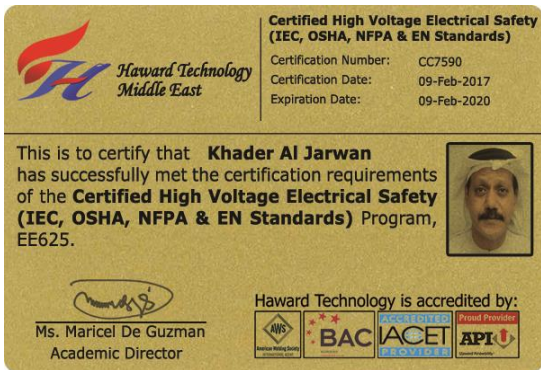 Haward Technology
Middle East
Certified High Voltage Electrical Safety
(IEC, OSHA, NFPA & EN Standards)
Certification Number: CC7590
Certification Date: 09-Feb-2017
Expiration Date: 09-Feb-2020
This is to certify that Khader Al Jarwan
has successfully met the certification requirements
of the Certified High Voltage Electrical Safety
(IEC, OSHA, NFPA & EN Standards) Program,
EE625.
Ms. Maricel De Guzman
Academic Director
Haward Technology is accredited by:
AWS
American Welding Society
BAC
ACCREDITED
IACET
PROVIDER
Proud Provider
API U